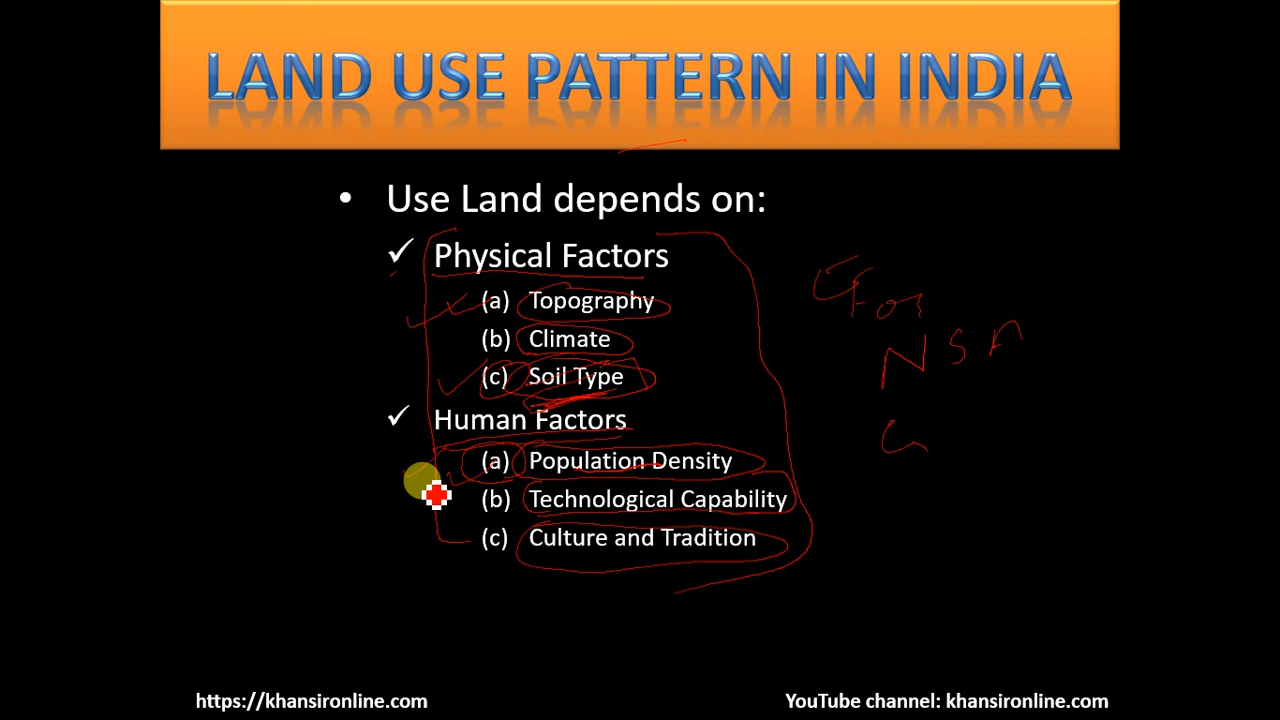 LAND USE PATTERN IN INDIA
• Use Land depends on:
✓ Physical Factors
(a) Topography
(b) Climate
(c) Soil Type
✓ Human Factors
(a) Population Density
(b) Technological Capability
(c) Culture and Tradition
NSA
https://khansironline.com
YouTube channel: khansironline.com